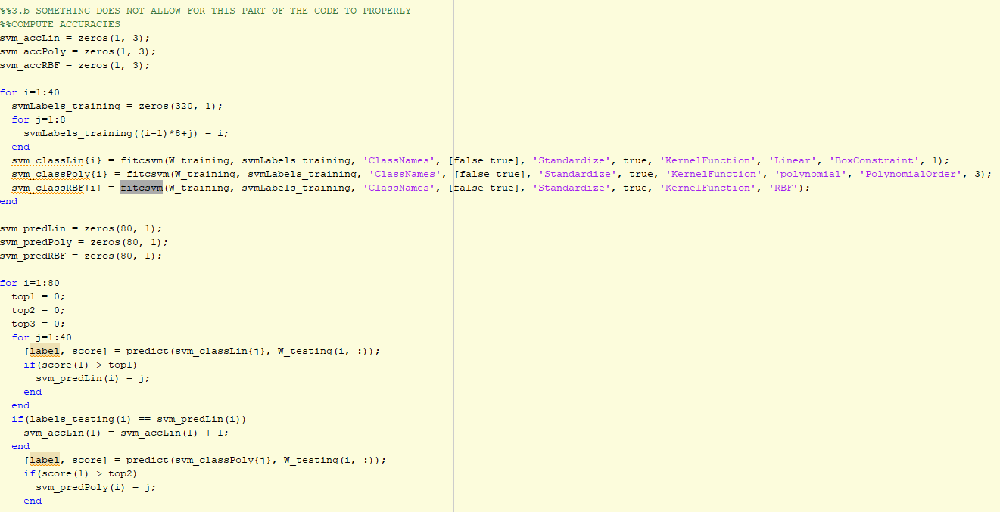 %%3.b SOMETHING DOES NOT ALLOW FOR THIS PART OF THE CODE TO PROPERLY
%%COMPUTE ACCURACIES
svm_accLin = zeros(1, 3);
svm_accPoly = zeros(1, 3);
svm_accRBF = zeros(1, 3);
for i=1:40
svmLabels_training = zeros(320, 1);
for j=1:8
svmLabels_training((i-1)*8+j) = i;
end
svm_classLin{i} = fitcsvm(W_training, svmLabels_training, 'ClassNames', [false true], 'Standardize', true, 'KernelFunction', 'Linear', 'BoxConstraint', 1);
svm_classPoly{i} = fitcsvm(W_training, svmLabels_training, 'ClassNames', [false true], 'Standardize', true, 'KernelFunction', 'polynomial', 'PolynomialOrder', 3);
svm_classRBF{i} = fitcsvm(W_training, svmLabels_training, 'ClassNames', [false true], 'Standardize', true, 'KernelFunction', 'RBF');
end
svm_predLin = zeros(80, 1);
svm_predPoly = zeros(80, 1);
svm_predRBF = zeros(80, 1);
for i=1:80
top1 = 0;
top2 = 0;
top3 = 0;
for j=1:40
[label, score] = predict(svm_classLin{j}, W_testing(i, :));
if(score(1) > top1)
svm_predLin(i) = j;
end
end
if(labels_testing(i) == svm_predLin(i))
svm_accLin(1) = svm_accLin(1) + 1;
end
[label, score] = predict(svm_classPoly{j}, W_testing(i, :));
if(score(1) > top2)
svm_predPoly(i) = j;
end